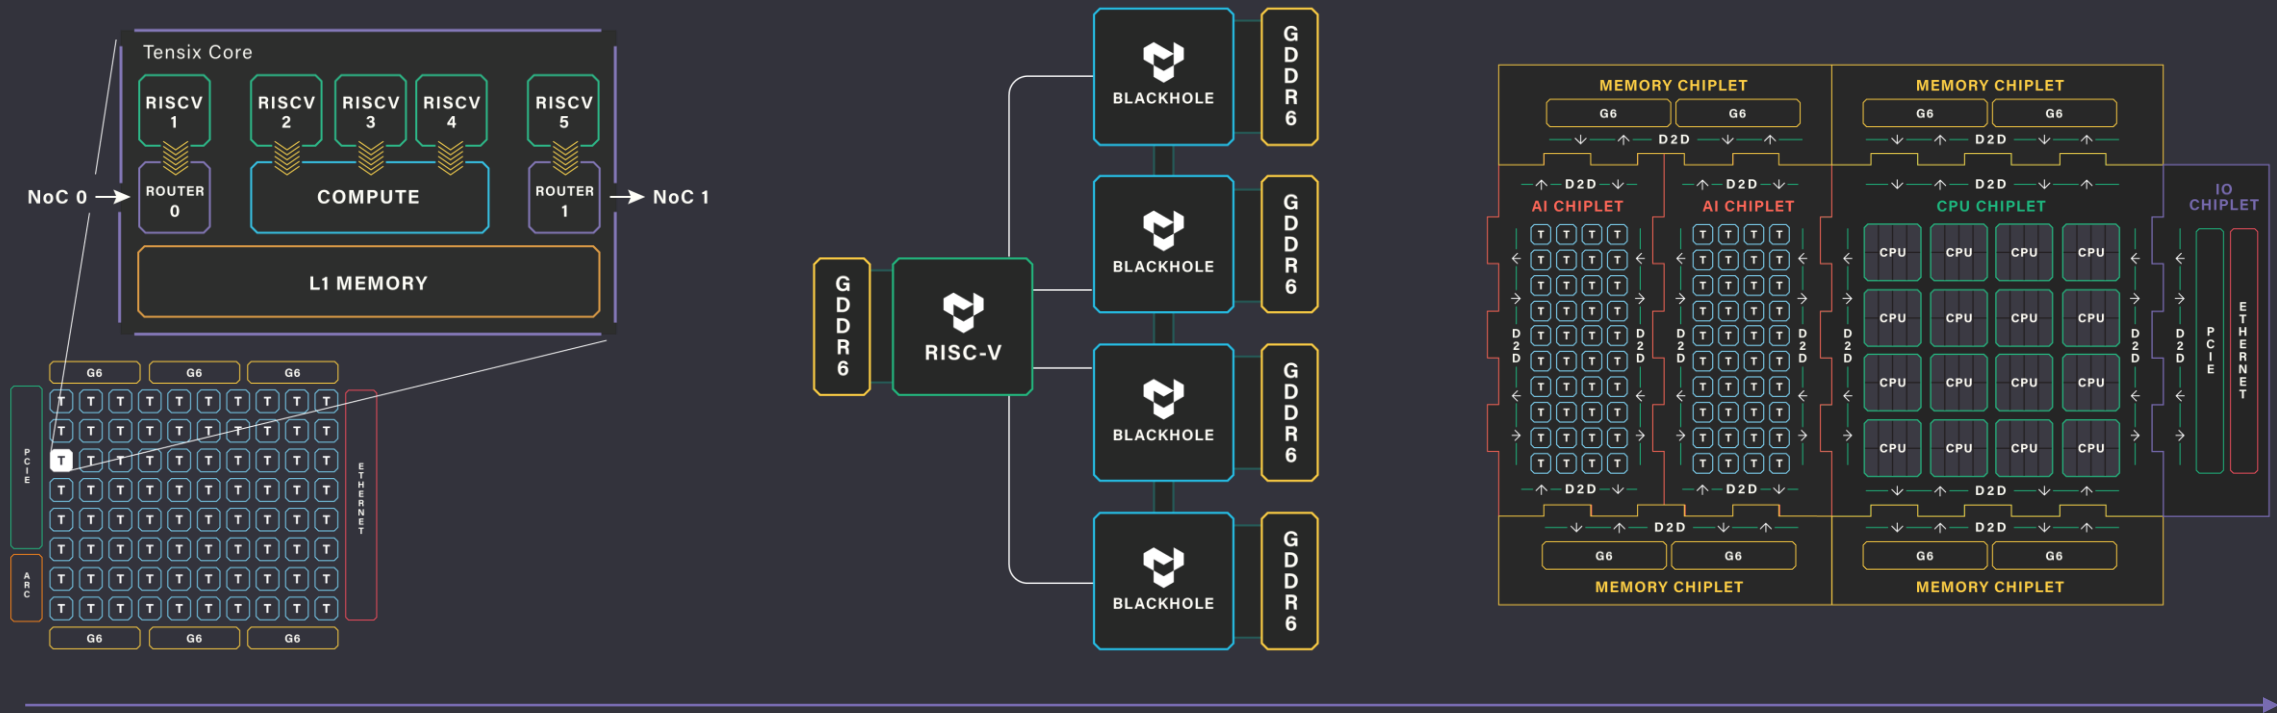 Tensix Core
RISCV 1
RISCV 2
RISCV 3
RISCV 4
RISCV 5
NoC 0
ROUTER 0
COMPUTE
ROUTER 1
NoC 1
L1 MEMORY
G6 G6 G6
PCIE
ARC
T T T T T T T T T T
T T T T T T T T T T
T T T T T T T T T T
T T T T T T T T T T
T T T T T T T T T T
T T T T T T T T T T
T T T T T T T T T T
T T T T T T T T T T
ETHERNET
G6 G6 G6
GDDR6
RISC-V
BLACKHOLE
GDDR6
BLACKHOLE
GDDR6
BLACKHOLE
GDDR6
BLACKHOLE
GDDR6
MEMORY CHIPLET
G6 G6
D2D
MEMORY CHIPLET
G6 G6
D2D
D2D
AI CHIPLET
D2D
T T T T
T T T T
T T T T
T T T T
T T T T
T T T T
T T T T
T T T T
T T T T
T T T T
D2D
D2D
D2D
AI CHIPLET
D2D
T T T T
T T T T
T T T T
T T T T
T T T T
T T T T
T T T T
T T T T
T T T T
T T T T
D2D
D2D
D2D
CPU CHIPLET
D2D
CPU CPU CPU CPU
CPU CPU CPU CPU
CPU CPU CPU CPU
CPU CPU CPU CPU
D2D
D2D
IO
CHIPLET
D2D
PCIE
ETHERNET
D2D
G6 G6
MEMORY CHIPLET
D2D
G6 G6
MEMORY CHIPLET